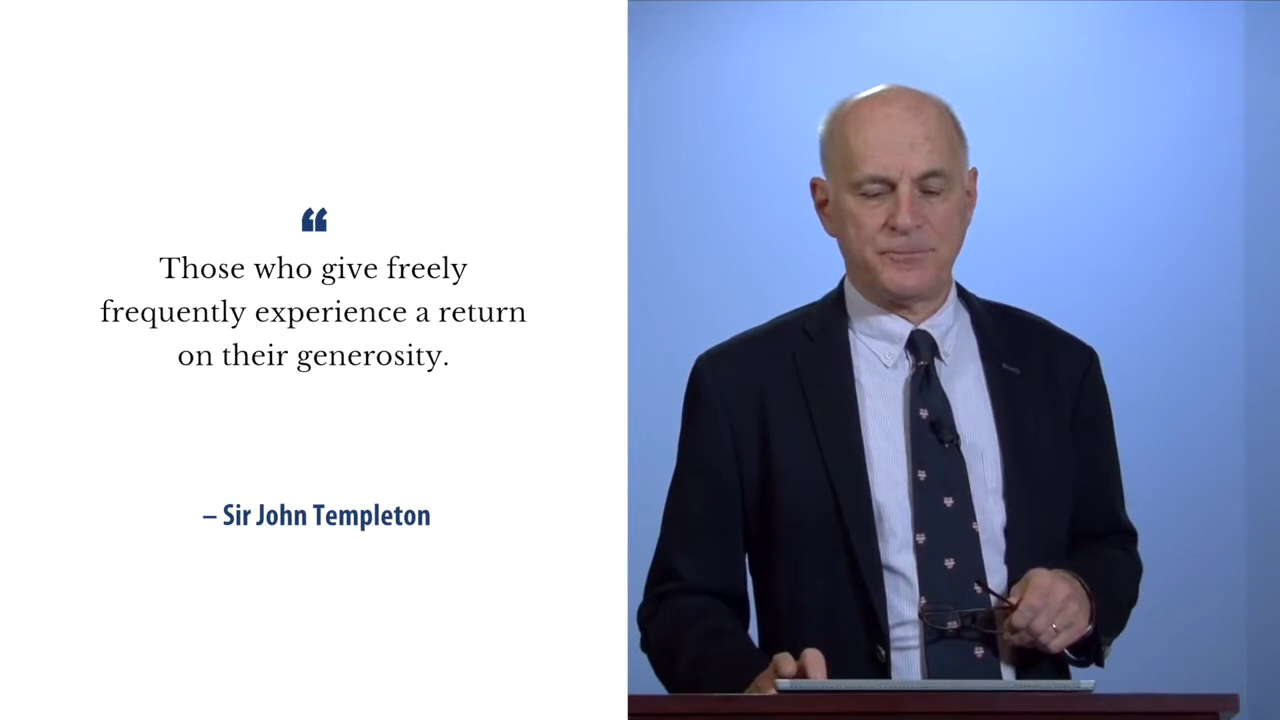 “
Those who give freely
frequently experience a return
on their generosity.
– Sir John Templeton